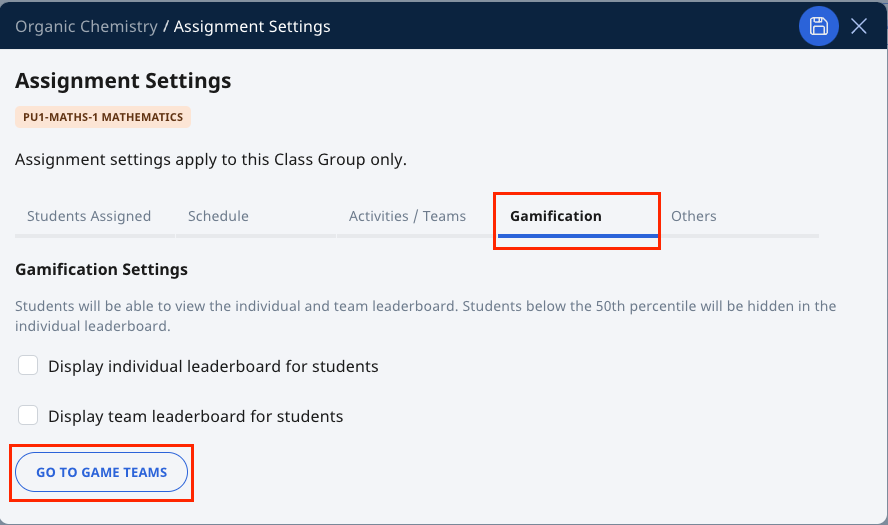 Organic Chemistry / Assignment Settings
Assignment Settings
PU1-MATHS-1 MATHEMATICS
Assignment settings apply to this Class Group only.
Students Assigned Schedule Activities / Teams Gamification Others
Gamification Settings
Students will be able to view the individual and team leaderboard. Students below the 50th percentile will be hidden in the
individual leaderboard.
Display individual leaderboard for students
Display team leaderboard for students
GO TO GAME TEAMS